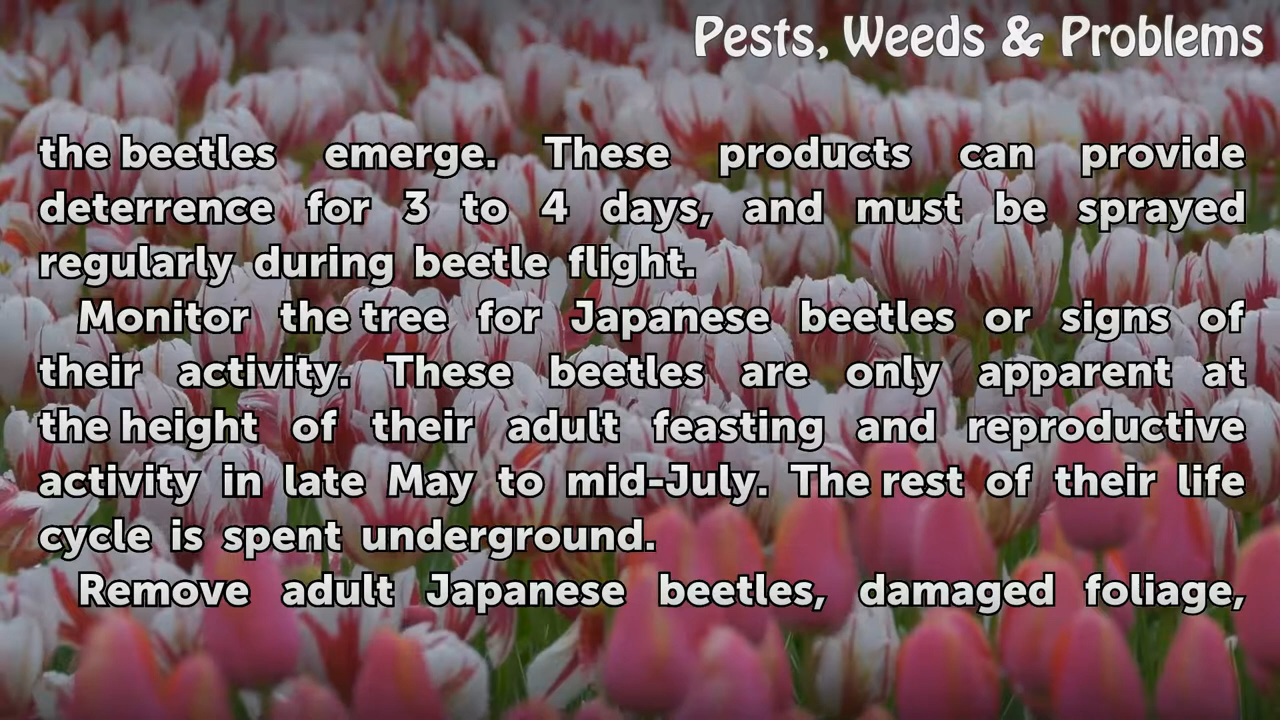 Pests, Weeds & Problems
the beetles emerge. These products can provide
deterrence for 3 to 4 days, and must be sprayed
regularly during beetle flight.
Monitor the tree for Japanese beetles or signs of
their activity. These beetles are only apparent at
the height of their adult feasting and reproductive
activity in late May to mid-July. The rest of their life
cycle is spent underground.
Remove adult Japanese beetles, damaged foliage,